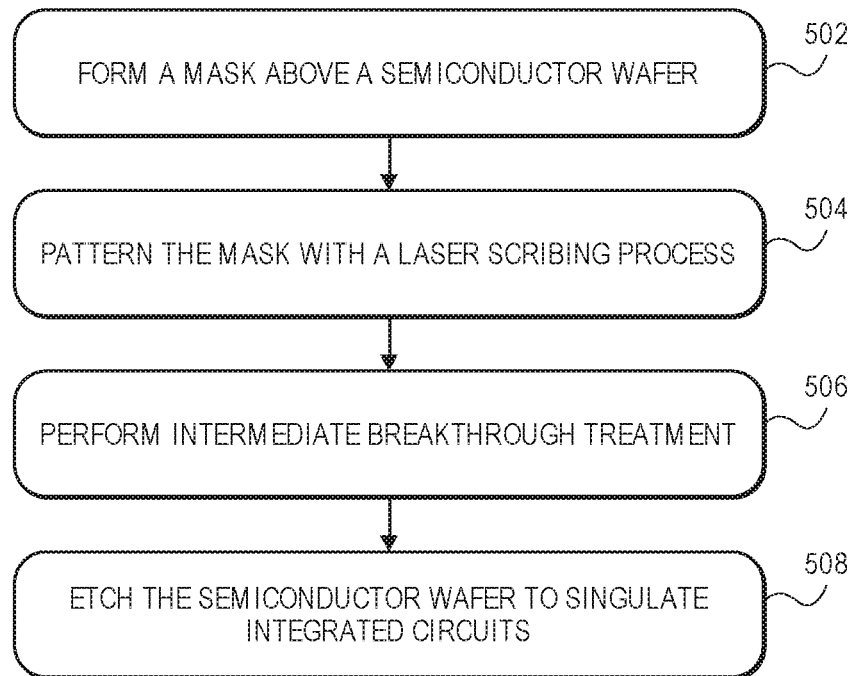 502
FORM A MASK ABOVE A SEMICONDUCTOR WAFER
504
PATTERN THE MASK WITH A LASER SCRIBING PROCESS
506
PERFORM INTERMEDIATE BREAKTHROUGH TREATMENT
508
ETCH THE SEMICONDUCTOR WAFER TO SINGULATE
INTEGRATED CIRCUITS